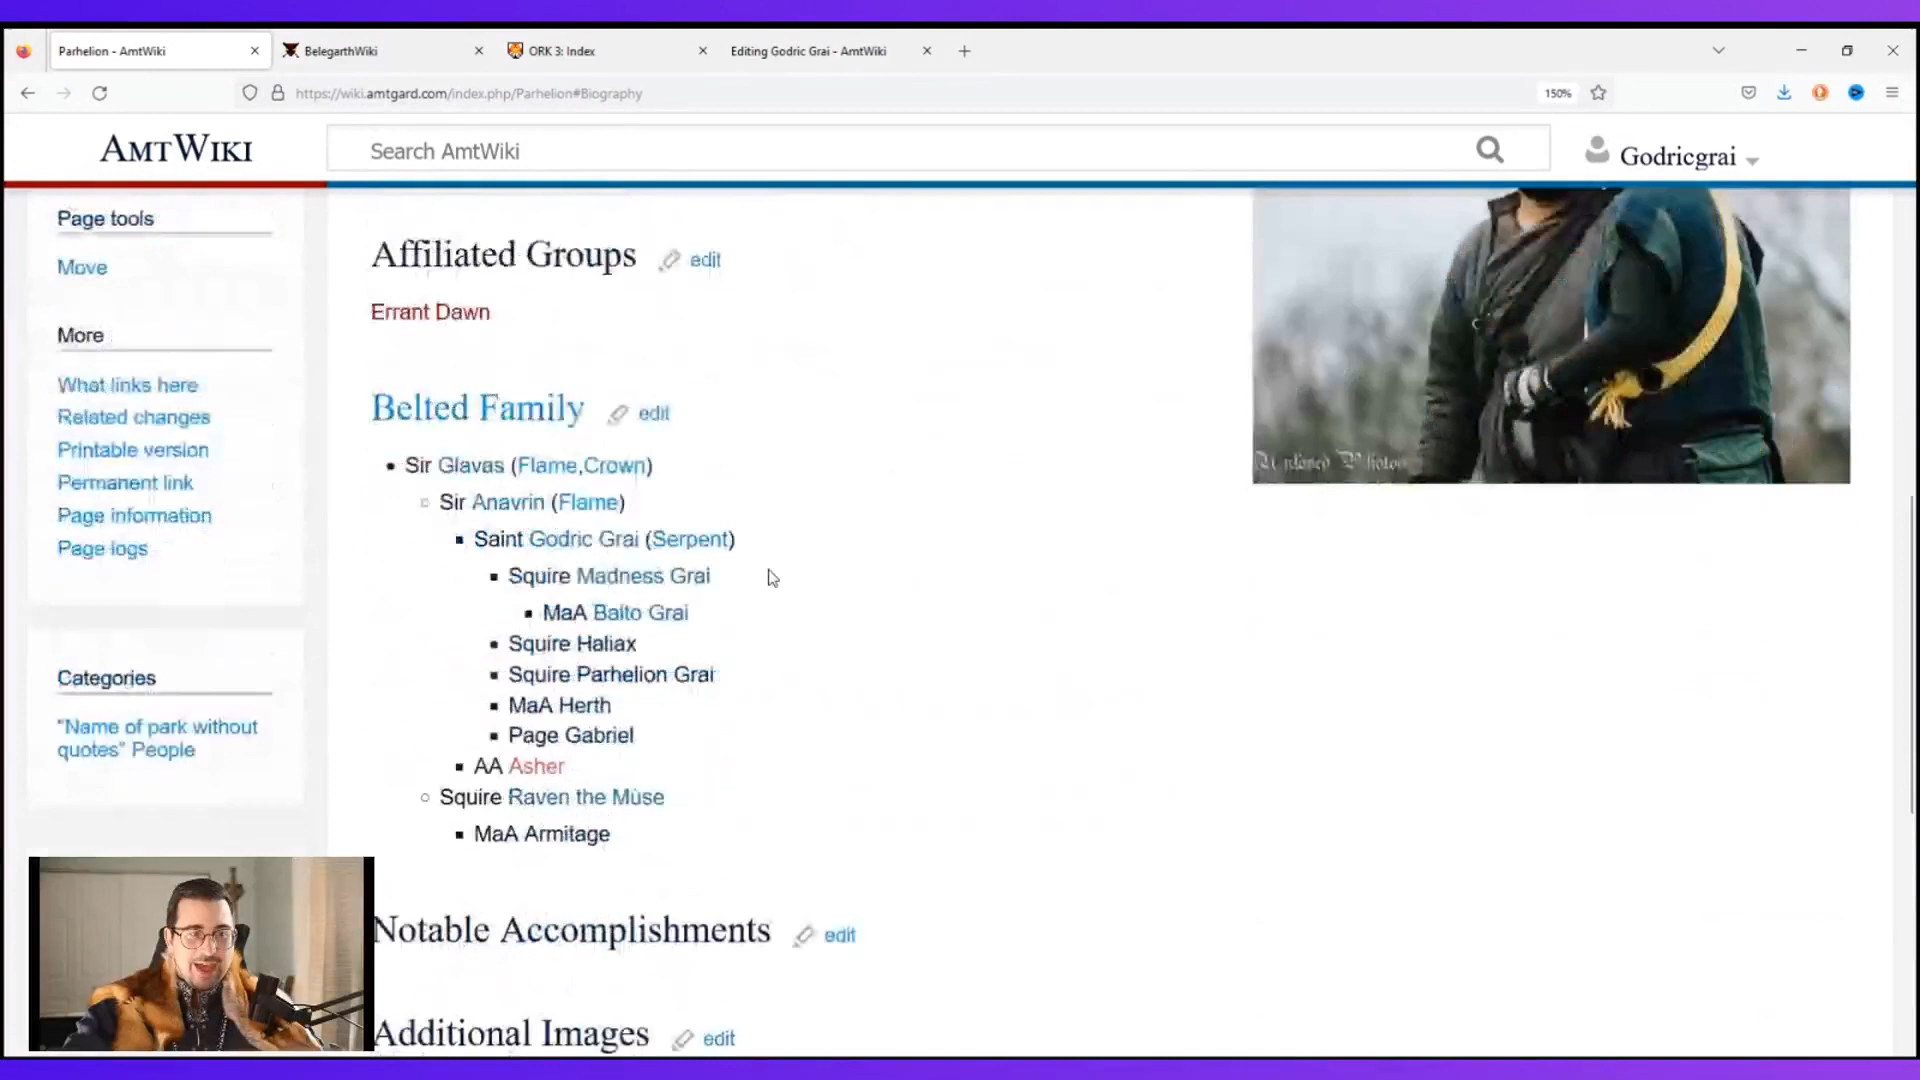 Parhelion - AmtWiki
BelegarthWiki
ORK 3: Index
Editing Godric Grai - AmtWiki
https://wiki.amtgard.com/index.php/Parhelion#Biography
150%
AMTWIKI
Search AmtWiki
Godricgrai
Page tools
Move
More
What links here
Related changes
Printable version
Permanent link
Page information
Page logs
Categories
"Name of park without
quotes" People
Affiliated Groups edit
Errant Dawn
Belted Family edit
Sir Glavas (Flame,Crown)
Sir Anavrin (Flame)
Saint Godric Grai (Serpent)
Squire Madness Grai
MaA Balto Grai
Squire Haliax
Squire Parhelion Grai
MaA Herth
Page Gabriel
AA Asher
Squire Raven the Muse
MaA Armitage
Notable Accomplishments edit
Additional Images edit